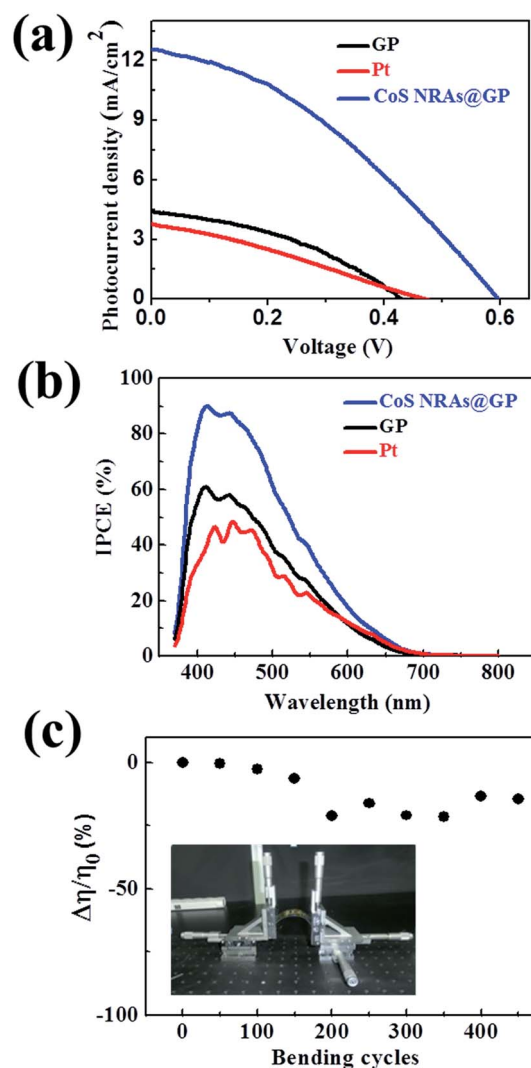 (a)
Photocurrent density (mA/cm²)
12
9
6
3
0
GP
Pt
CoS NRAs@GP
0.0 0.2 0.4 0.6
Voltage (V)
(b)
IPCE (%)
100
80
60
40
20
0
CoS NRAs@GP
GP
Pt
400 500 600 700 800
Wavelength (nm)
(c)
Δη/η₀ (%)
0
-50
-100
0 100 200 300 400
Bending cycles